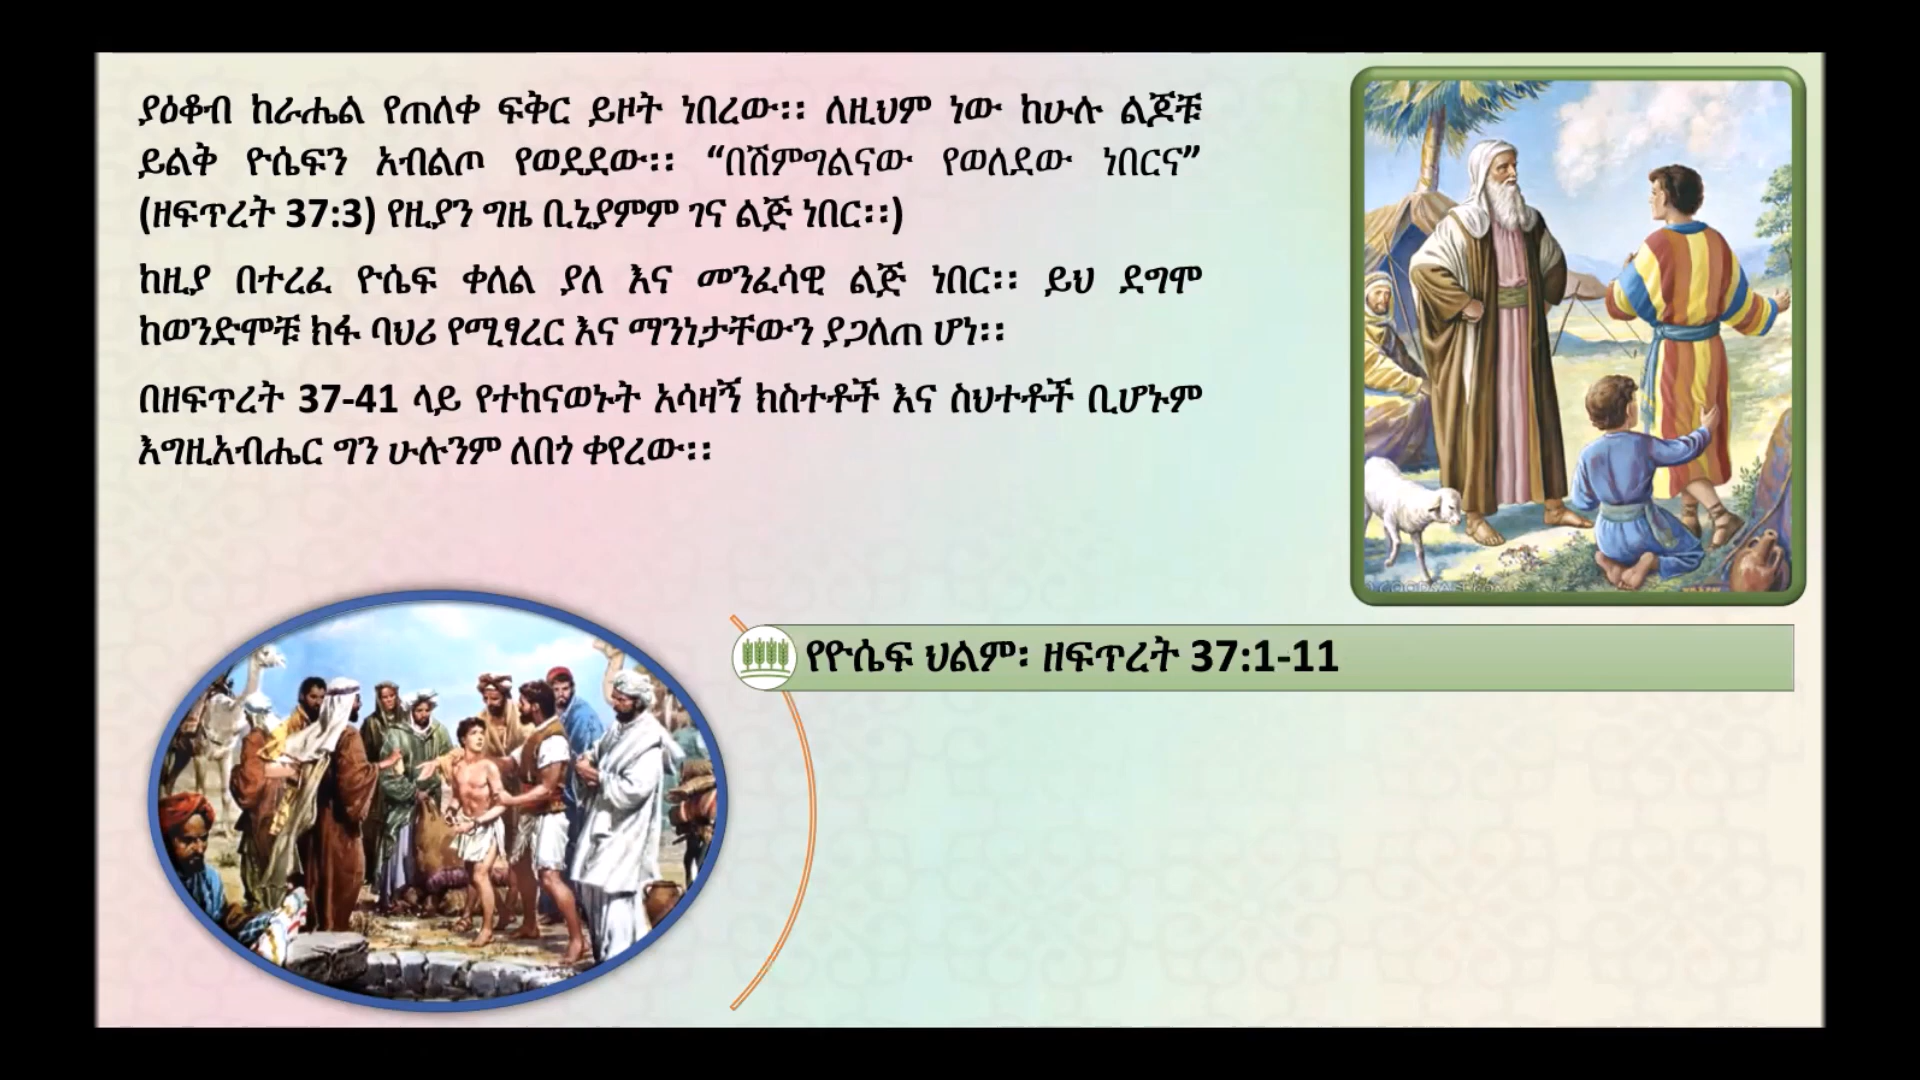 ያዕቆብ ከራሔል የጠለቀ ፍቅር ይዞት ነበረው፡፡ ለዚህም ነው ከሁሉ ልጆቹ
ይልቅ ዮሴፍን አብልጦ የወደደው፡፡ “በሽምግልናው የወለደው ነበርና”
(ዘፍጥረት 37:3) የዚያን ግዜ ቢኒያምም ገና ልጅ ነበር፡፡)
ከዚያ በተረፈ ዮሴፍ ቀለል ያለ እና መንፈሳዊ ልጅ ነበር፡፡ ይህ ደግሞ
ከወንድሞቹ ክፋ ባህሪ የሚፃረር እና ማንነታቸውን ያጋለጠ ሆነ፡፡
በዘፍጥረት 37-41 ላይ የተከናወኑት አሳዛኝ ክስተቶች እና ስህተቶች ቢሆኑም
እግዚአብሔር ግን ሁሉንም ለበጎ ቀየረው፡፡
የዮሴፍ ህልም፡ ዘፍጥረት 37:1-11